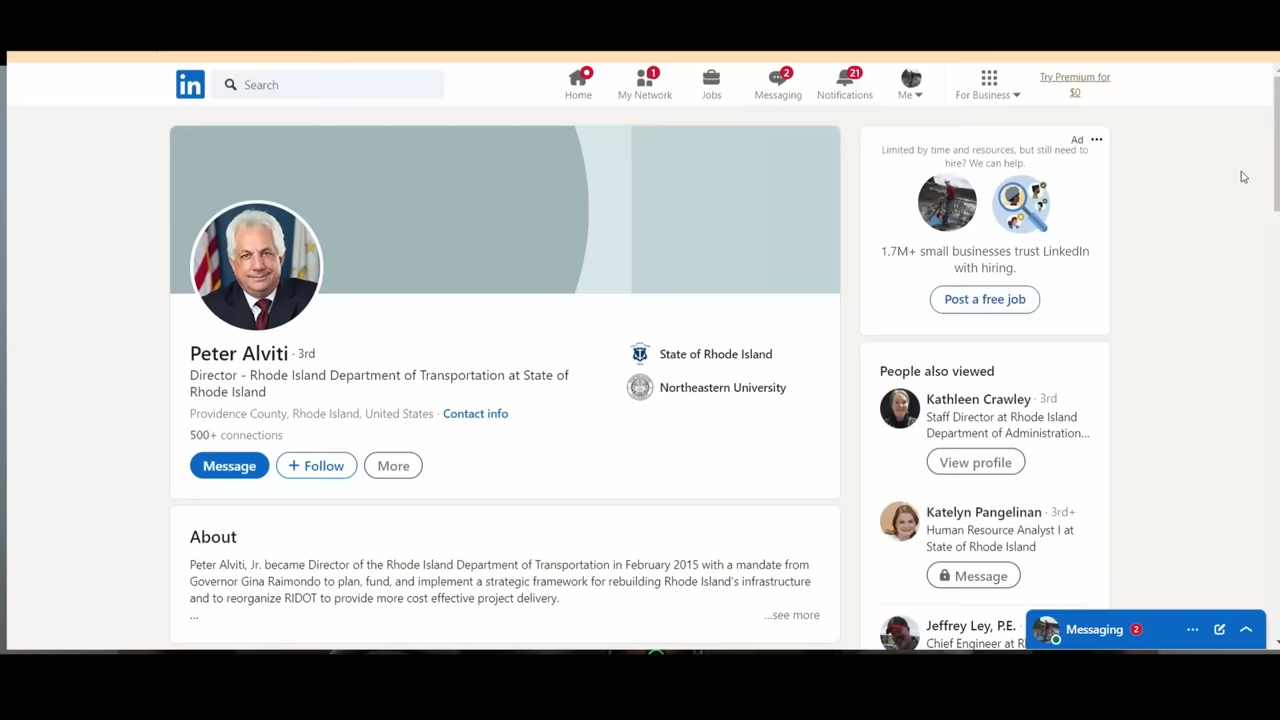 in
Search
Home
1
My Network
Jobs
2
Messaging
21
Notifications
Me
For Business
Try Premium for
$0
Peter Alviti · 3rd
Director - Rhode Island Department of Transportation at State of
Rhode Island
Providence County, Rhode Island, United States · Contact info
500+ connections
Message
+ Follow
More
State of Rhode Island
Northeastern University
About
Peter Alviti, Jr. became Director of the Rhode Island Department of Transportation in February 2015 with a mandate from
Governor Gina Raimondo to plan, fund, and implement a strategic framework for rebuilding Rhode Island's infrastructure
and to reorganize RIDOT to provide more cost effective project delivery.
...
...see more
Ad ...
Limited by time and resources, but still need to
hire? We can help.
1.7M+ small businesses trust LinkedIn
with hiring.
Post a free job
People also viewed
Kathleen Crawley · 3rd
Staff Director at Rhode Island
Department of Administration...
View profile
Katelyn Pangelinan · 3rd+
Human Resource Analyst I at
State of Rhode Island
Message
Jeffrey Ley, P.E. ·
Chief Engineer at
Messaging 2 ...